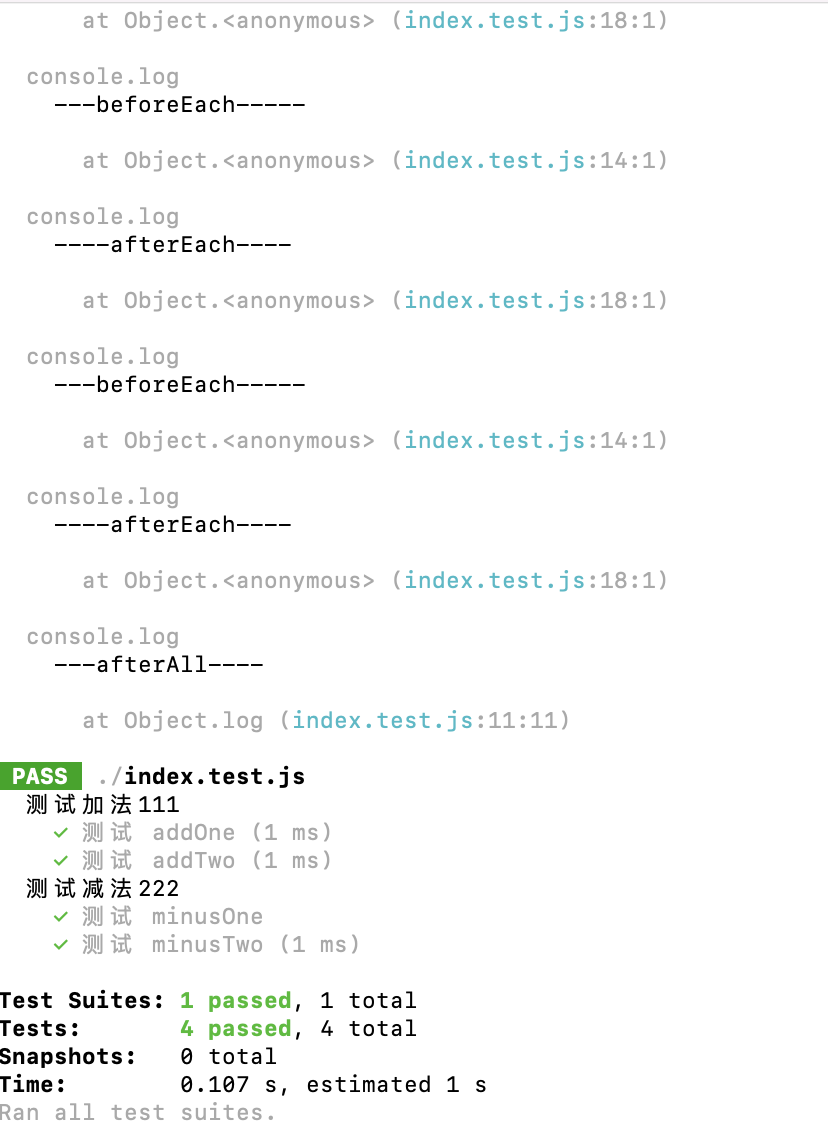 at Object.<anonymous> (index.test.js:18:1)
console.log
---beforeEach-----
at Object.<anonymous> (index.test.js:14:1)
console.log
----afterEach----
at Object.<anonymous> (index.test.js:18:1)
console.log
---beforeEach-----
at Object.<anonymous> (index.test.js:14:1)
console.log
----afterEach----
at Object.<anonymous> (index.test.js:18:1)
console.log
---afterAll----
at Object.log (index.test.js:11:11)
PASS ./index.test.js
测试加法111
✓ 测试 addOne (1 ms)
✓ 测试 addTwo (1 ms)
测试减法222
✓ 测试 minusOne
✓ 测试 minusTwo (1 ms)
Test Suites: 1 passed, 1 total
Tests: 4 passed, 4 total
Snapshots: 0 total
Time: 0.107 s, estimated 1 s
Ran all test suites.